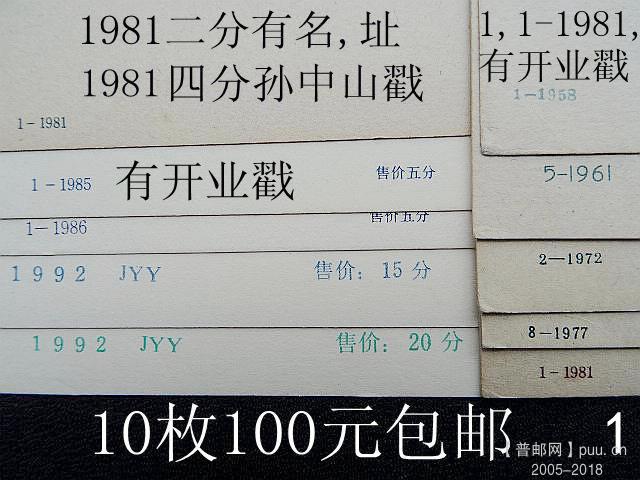 1981二分有名,址
1981四分孙中山戳
1-1981
1-1985 有开业戳 售价五分
1-1986 售价五分
1992 JYY 售价: 15 分
1992 JYY 售价: 20 分
1,1-1981,
有开业戳
1-1958
5-1961
2—1972
8-1977
1-1981
10枚100元包邮 1
【普邮网】puu.cn
2005-2018